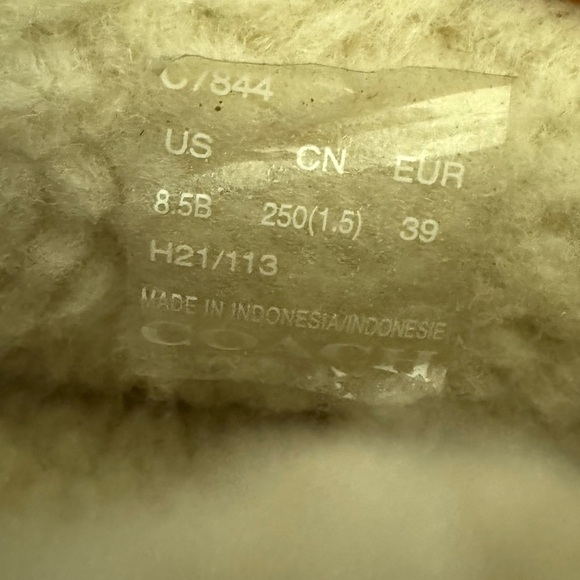 C7844
US CN EUR
8.5B 250(1.5) 39
H21/113
MADE IN INDONESIA/INDONESIE
COACH